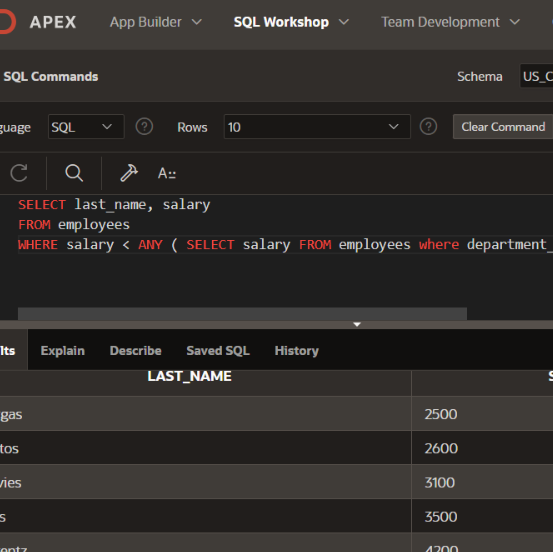 APEX App Builder SQL Workshop Team Development
SQL Commands Schema US_C
guage SQL Rows 10 Clear Command
A
SELECT last_name, salary
FROM employees
WHERE salary < ANY ( SELECT salary FROM employees where department_
lts Explain Describe Saved SQL History
LAST_NAME S
gas 2500
tos 2600
vies 3100
s 3500
entz 4200